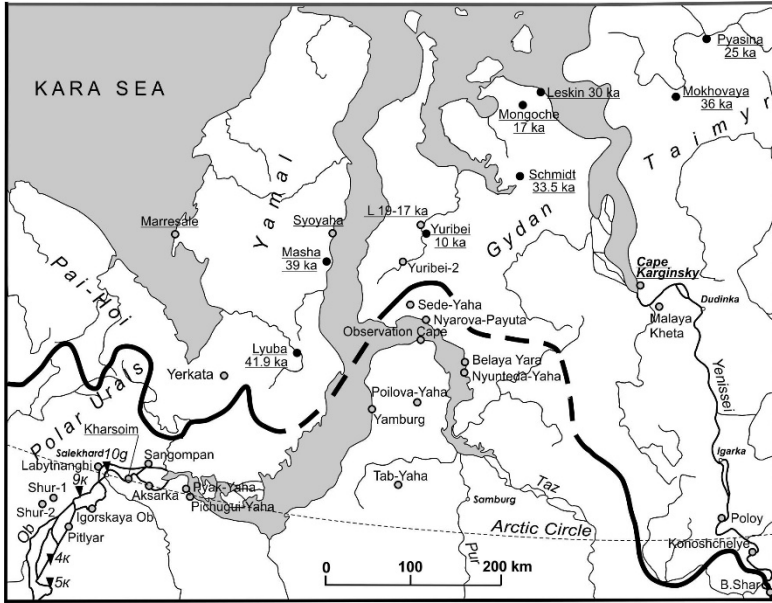 Pyasina
25 ka
KARA SEA
Leskin 30 ka
Mokhovaya
36 ka
Mongoche
17 ka
Taimyr
Schmidt
33.5 ka
Yamal
L 19-17 ka
Marresale
Syoyaha
Yuribei
10 ka
Gydan
Masha
39 ka
Yuribei-2
Cape
Karginsky
Pai-Hoi
Sede-Yaha
Dudinka
Nyarova-Payuta
Malaya
Kheta
Observation Cape
Lyuba
41.9 ka
Belaya Yara
Yerkata
Nyunteda-Yaha
Yenissei
Polar Urals
Poilova-Yaha
Kharsoim
Yamburg
Salekhard
10g
Sangompan
Labytnangi
Igarka
9к
Shur-1
Aksarka
Pyak-Yaha
Tab-Yaha
Taz
Pichugui-Yaha
Samburg
Shur-2
Igorskaya Ob
Poloy
Arctic Circle
Ob
Pitlyar
Konoshchelye
Pur
4к
0 100 200 km
5к
B.Shar